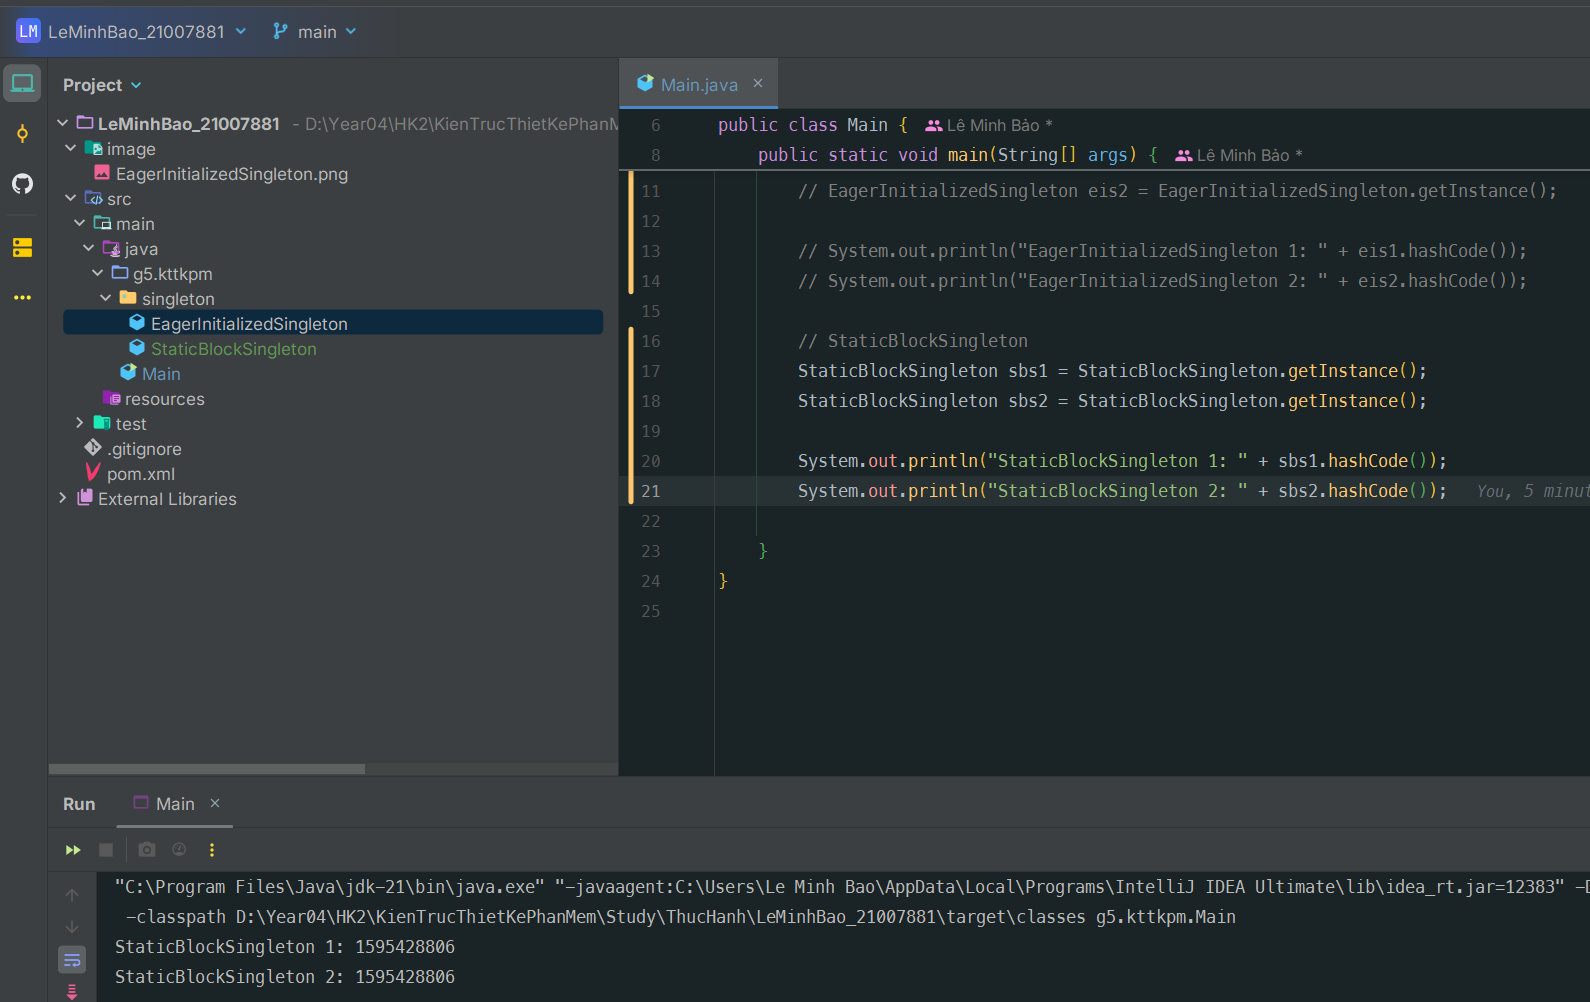 LM LeMinhBao_21007881 main
Project
LeMinhBao_21007881 - D:\Year04\HK2\KienTrucThietKePhanM
image
EagerInitializedSingleton.png
src
main
java
g5.kttkpm
singleton
EagerInitializedSingleton
StaticBlockSingleton
Main
resources
test
.gitignore
pom.xml
External Libraries
Main.java
6 public class Main { Lê Minh Bảo *
8 public static void main(String[] args) { Lê Minh Bảo *
11 // EagerInitializedSingleton eis2 = EagerInitializedSingleton.getInstance();
12
13 // System.out.println("EagerInitializedSingleton 1: " + eis1.hashCode());
14 // System.out.println("EagerInitializedSingleton 2: " + eis2.hashCode());
15
16 // StaticBlockSingleton
17 StaticBlockSingleton sbs1 = StaticBlockSingleton.getInstance();
18 StaticBlockSingleton sbs2 = StaticBlockSingleton.getInstance();
19
20 System.out.println("StaticBlockSingleton 1: " + sbs1.hashCode());
21 System.out.println("StaticBlockSingleton 2: " + sbs2.hashCode()); You, 5 minut
22
23 }
24 }
25
Run Main
"C:\Program Files\Java\jdk-21\bin\java.exe" "-javaagent:C:\Users\Le Minh Bao\AppData\Local\Programs\IntelliJ IDEA Ultimate\lib\idea_rt.jar=12383" -D
-classpath D:\Year04\HK2\KienTrucThietKePhanMem\Study\ThucHanh\LeMinhBao_21007881\target\classes g5.kttkpm.Main
StaticBlockSingleton 1: 1595428806
StaticBlockSingleton 2: 1595428806